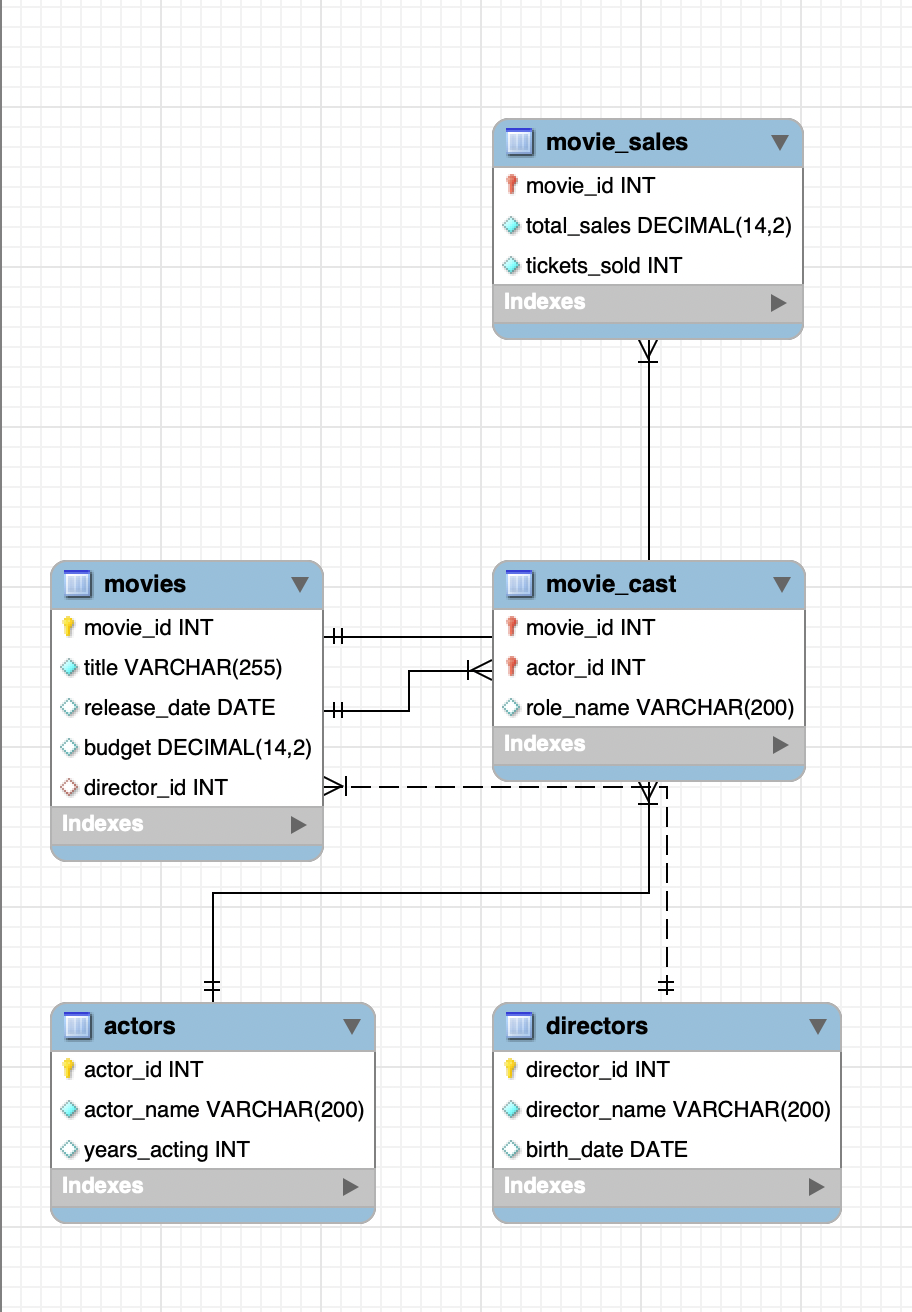 movie_sales
movie_id INT
total_sales DECIMAL(14,2)
tickets_sold INT
Indexes
movies
movie_id INT
title VARCHAR(255)
release_date DATE
budget DECIMAL(14,2)
director_id INT
Indexes
movie_cast
movie_id INT
actor_id INT
role_name VARCHAR(200)
Indexes
actors
actor_id INT
actor_name VARCHAR(200)
years_acting INT
Indexes
directors
director_id INT
director_name VARCHAR(200)
birth_date DATE
Indexes